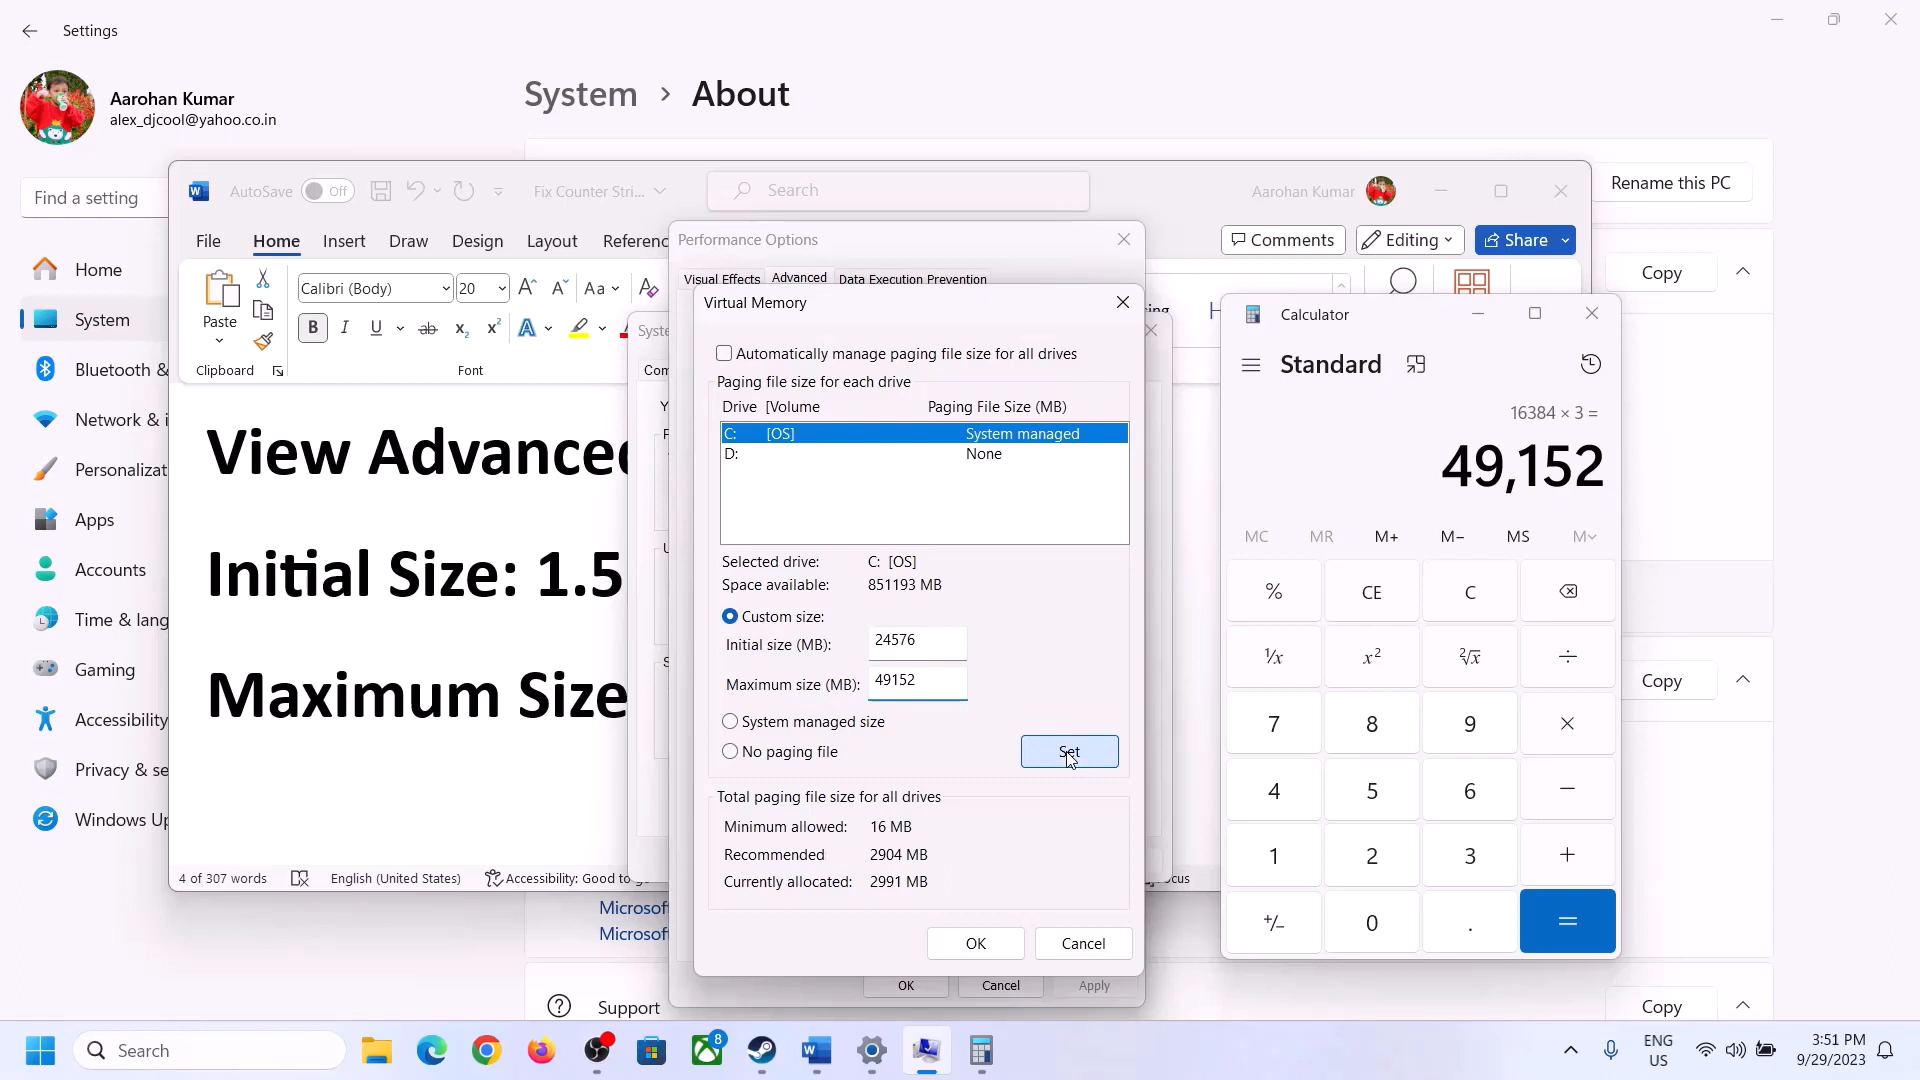 Settings
Aarohan Kumar
alex_djcool@yahoo.co.in
Find a setting
Home
System
Bluetooth &
Network & i
Personalizat
Apps
Accounts
Time & lang
Gaming
Accessibility
Privacy & se
Windows Up
System > About
Rename this PC
Copy
Copy
Copy
Microsof
Microsof
Support
AutoSave Off
Fix Counter Stri...
Search
Aarohan Kumar
File Home Insert Draw Design Layout Referenc
Comments Editing Share
Paste
Clipboard
Calibri (Body) 20
Aa
B I U ab x₂ x² A
Font
View Advanced
Initial Size: 1.5
Maximum Size
4 of 307 words
English (United States)
Accessibility: Good to g
ocus
Performance Options
Visual Effects Advanced Data Execution Prevention
OK Cancel Apply
Syste
Com
Virtual Memory
Automatically manage paging file size for all drives
Paging file size for each drive
Drive [Volume Paging File Size (MB)
C: [OS] System managed
D: None
Selected drive: C: [OS]
Space available: 851193 MB
Custom size:
Initial size (MB): 24576
Maximum size (MB): 49152
System managed size
No paging file
Set
Total paging file size for all drives
Minimum allowed: 16 MB
Recommended 2904 MB
Currently allocated: 2991 MB
OK Cancel
Calculator
Standard
16384 × 3 =
49,152
MC MR M+ M− MS M
% CE C
¹/x x² ²√x ÷
7 8 9 ×
4 5 6 −
1 2 3 +
+/− 0 . =
Search
8
ENG
US
3:51 PM
9/29/2023